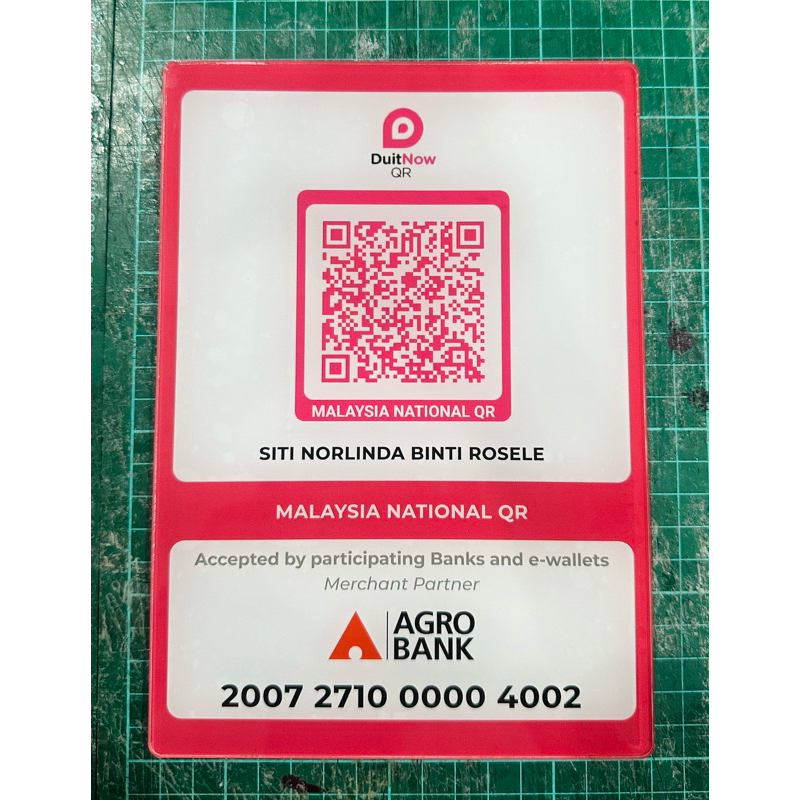 DuitNow
QR
MALAYSIA NATIONAL QR
SITI NORLINDA BINTI ROSELE
MALAYSIA NATIONAL QR
Accepted by participating Banks and e-wallets
Merchant Partner
AGRO
BANK
2007 2710 0000 4002